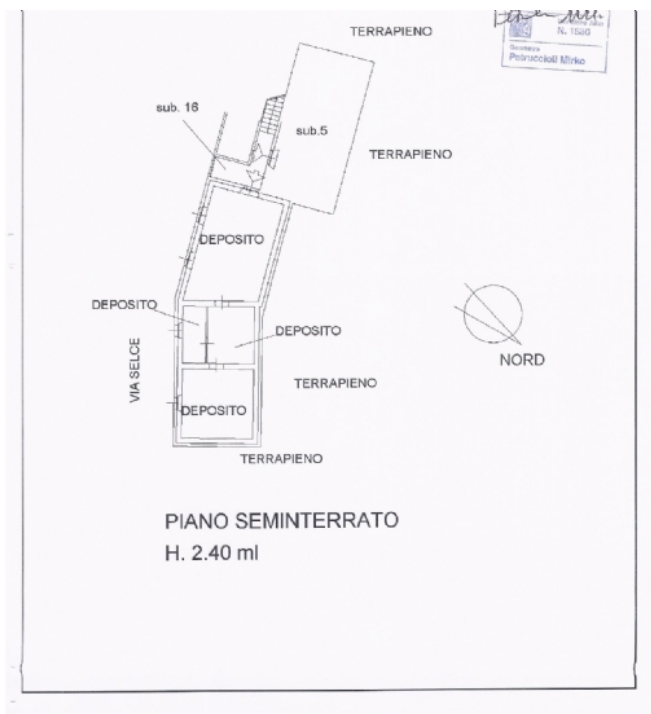 TERRAPIENO
N. 1580
Petruccioli Mirko
sub. 16
sub.5
TERRAPIENO
DEPOSITO
DEPOSITO
DEPOSITO
VIA SELCE
NORD
TERRAPIENO
DEPOSITO
TERRAPIENO
PIANO SEMINTERRATO
H. 2.40 ml